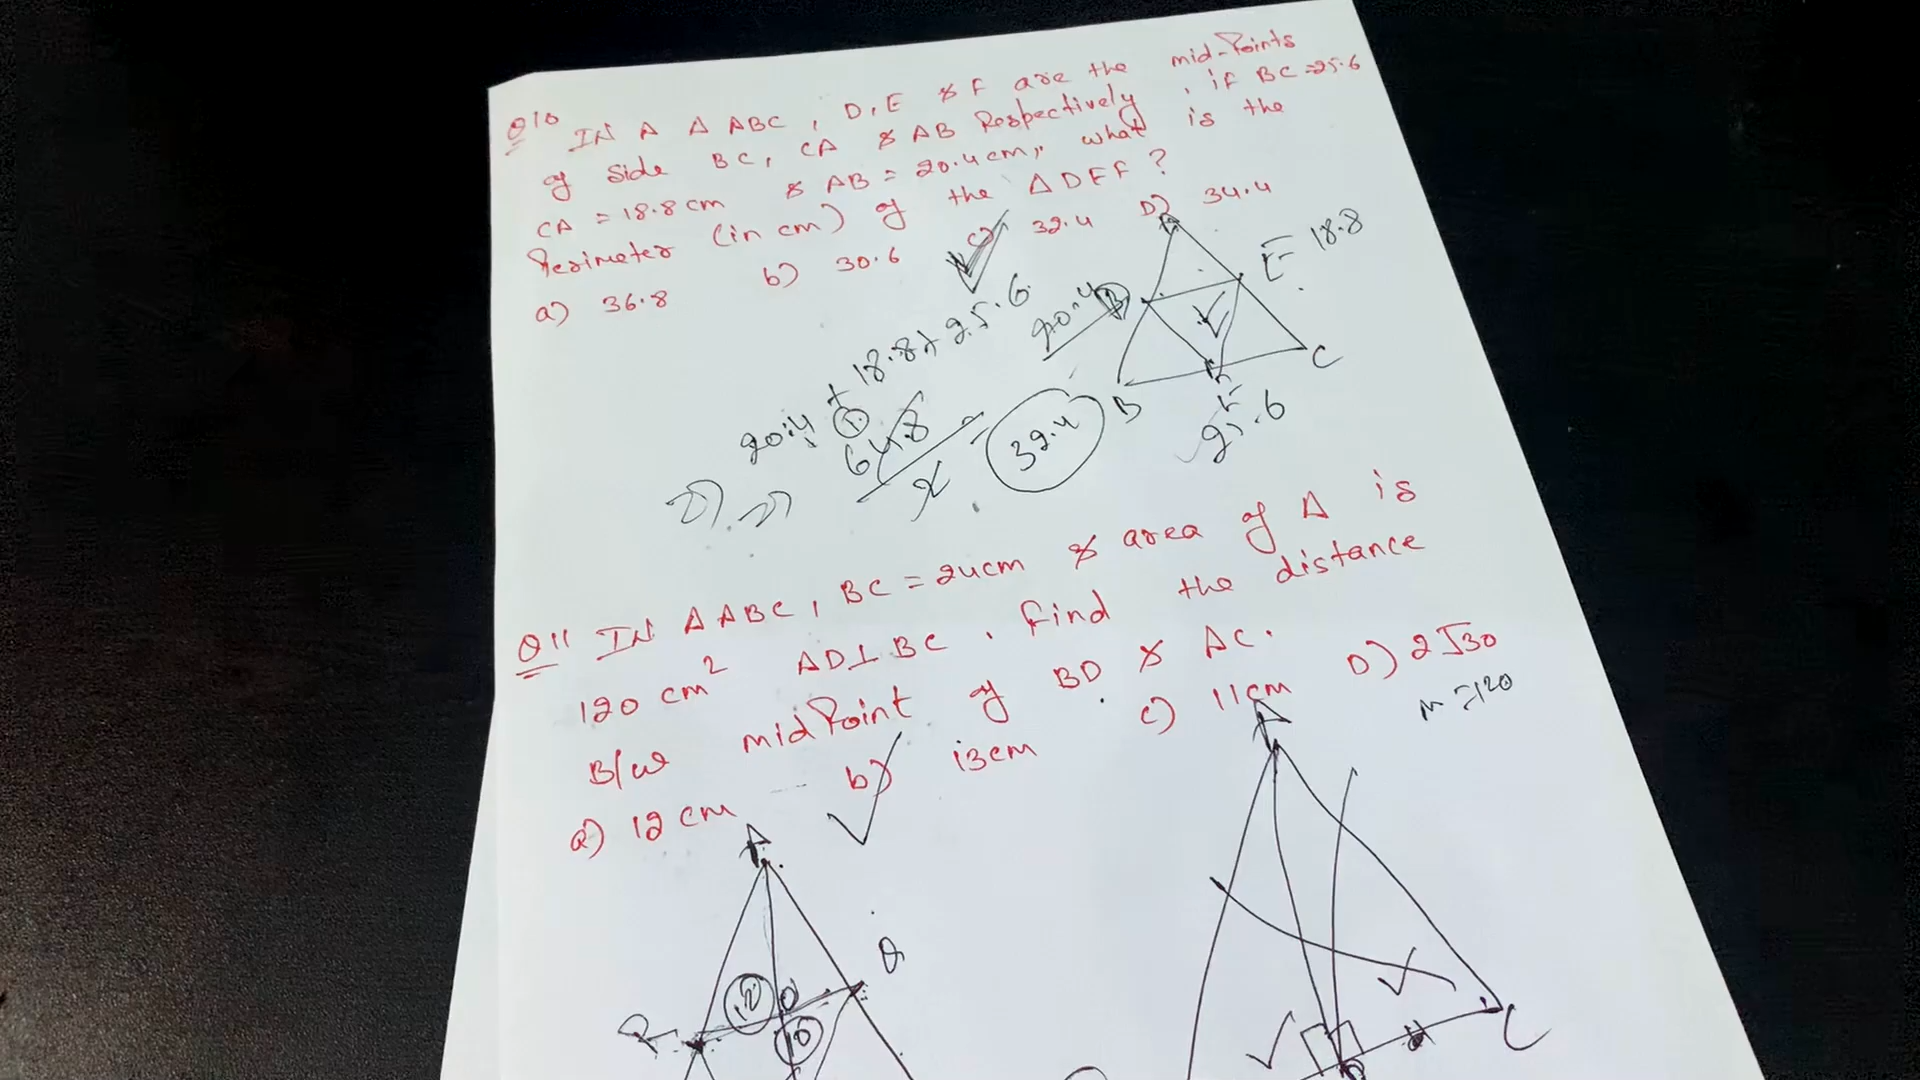 Q10 IN A Δ ABC, D, E & F are the mid-Points
of side BC, CA & AB Respectively, if BC=25.6
CA = 18.8 cm & AB = 20.4 cm, what is the
Perimeter (in cm) of the Δ DEF ?
a) 36.8 b) 30.6 c) 32.4 D) 34.4
A
E 18.8
20.4
C
B
F
25.6
20.4 + 18.8 + 25.6
64.8
2
= 32.4
Q11 IN Δ ABC, BC = 24cm & area of Δ is
120 cm² AD⊥BC. Find the distance
B/w midPoint of BD & AC.
a) 12 cm b) 13cm c) 11cm D) 2√30
=120
A
Q
P
12
O
10
A
C
D